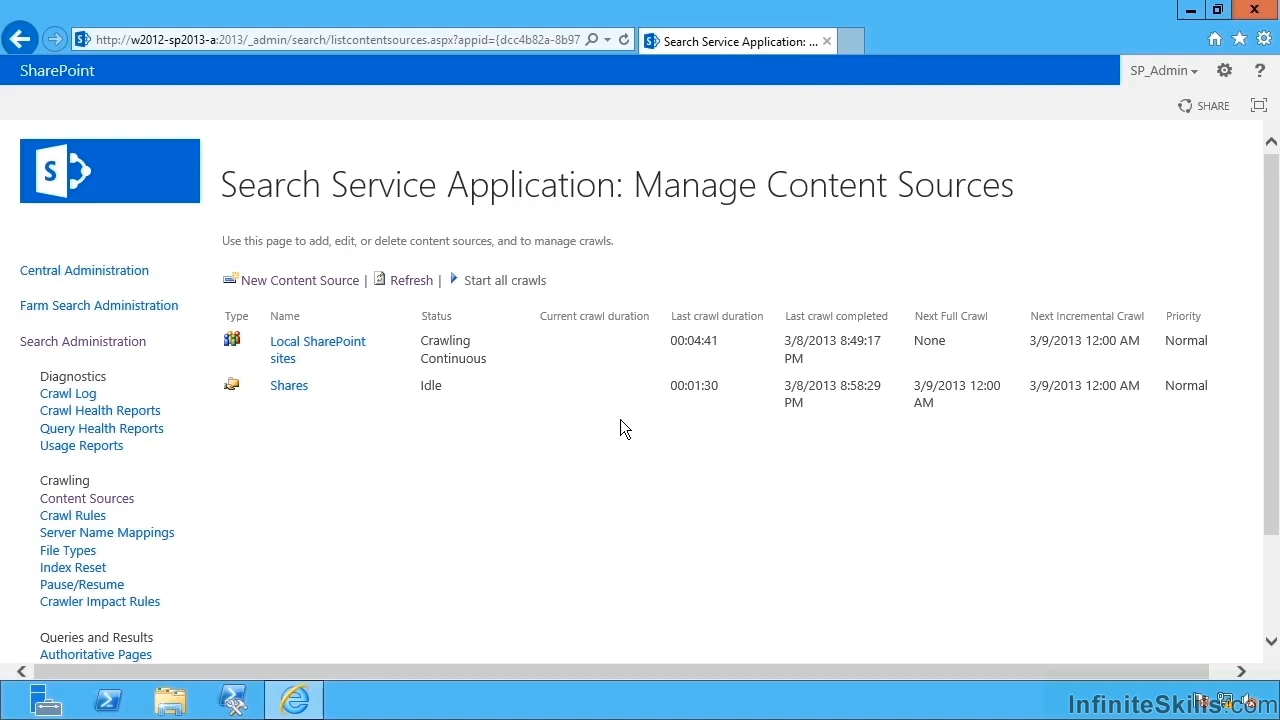 http://w2012-sp2013-a:2013/_admin/search/listcontentsources.aspx?appid={dcc4b82a-8b97
Search Service Application: ...
SharePoint
SP_Admin
?
SHARE
S
Search Service Application: Manage Content Sources
Use this page to add, edit, or delete content sources, and to manage crawls.
Central Administration
Farm Search Administration
Search Administration
Diagnostics
Crawl Log
Crawl Health Reports
Query Health Reports
Usage Reports
Crawling
Content Sources
Crawl Rules
Server Name Mappings
File Types
Index Reset
Pause/Resume
Crawler Impact Rules
Queries and Results
Authoritative Pages
New Content Source | Refresh | Start all crawls
Type Name Status Current crawl duration Last crawl duration Last crawl completed Next Full Crawl Next Incremental Crawl Priority
Local SharePoint Crawling 00:04:41 3/8/2013 8:49:17 None 3/9/2013 12:00 AM Normal
sites Continuous PM
Shares Idle 00:01:30 3/8/2013 8:58:29 3/9/2013 12:00 3/9/2013 12:00 AM Normal
PM AM
InfiniteSkills.com